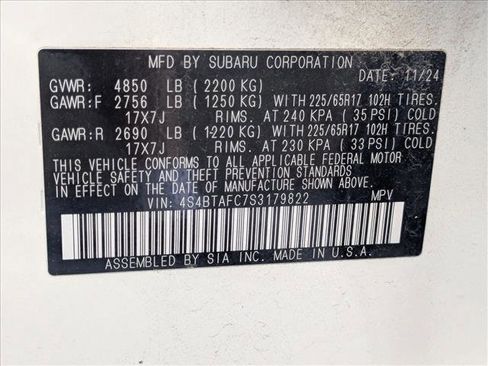 MFD BY SUBARU CORPORATION
DATE: 11/24
GVWR: 4850 LB (2200 KG)
GAWR:F 2756 LB (1250 KG) WITH 225/65R17 102H TIRES.
17X7J RIMS. AT 240 KPA (35 PSI) COLD
GAWR:R 2690 LB (1220 KG) WITH 225/65R17 102H TIRES.
17X7J RIMS. AT 230 KPA (33 PSI) COLD
THIS VEHICLE CONFORMS TO ALL APPLICABLE FEDERAL MOTOR
VEHICLE SAFETY AND THEFT PREVENTION STANDARDS
IN EFFECT ON THE DATE OF MANUFACTURE SHOWN ABOVE.
VIN: 4S4BTAFC7S3179822 MPV
ASSEMBLED BY SIA INC. MADE IN U.S.A.